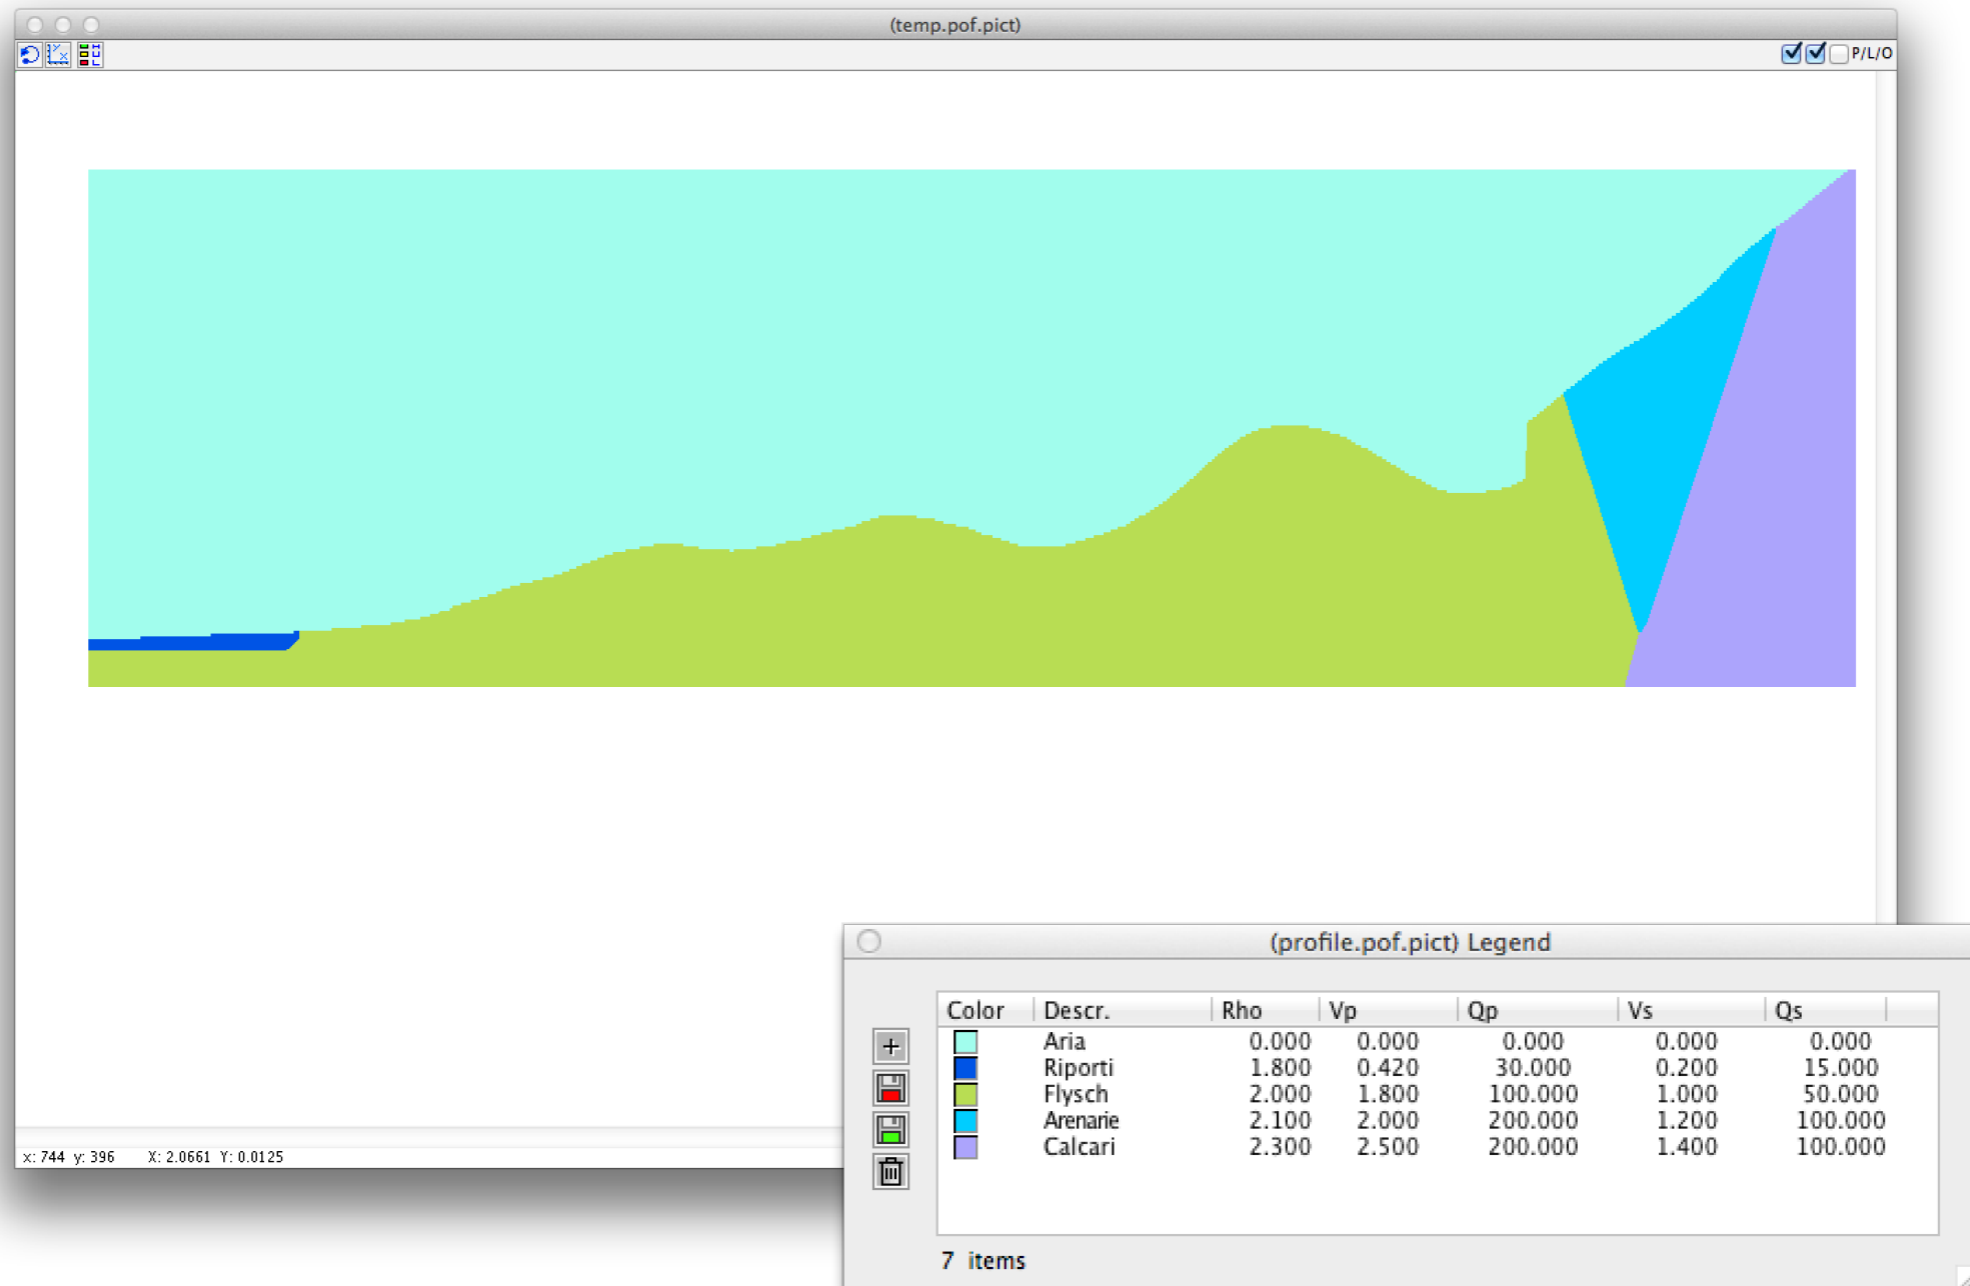 (temp.pof.pict)
P/L/O
x: 744 y: 396 X: 2.0661 Y: 0.0125
(profile.pof.pict) Legend
Color Descr. Rho Vp Qp Vs Qs
Aria 0.000 0.000 0.000 0.000 0.000
Riporti 1.800 0.420 30.000 0.200 15.000
Flysch 2.000 1.800 100.000 1.000 50.000
Arenarie 2.100 2.000 200.000 1.200 100.000
Calcari 2.300 2.500 200.000 1.400 100.000
7 items